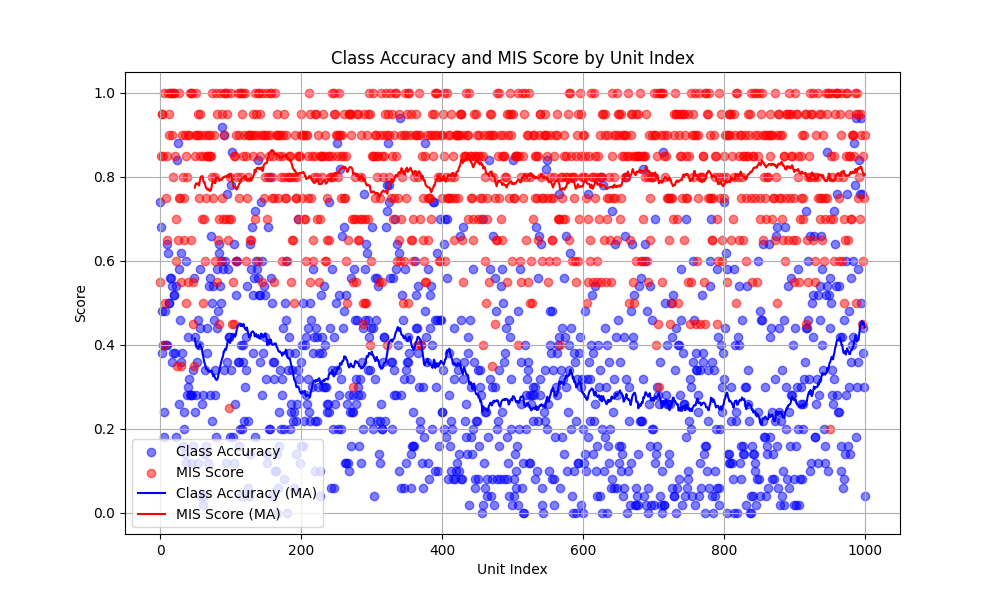 Class Accuracy and MIS Score by Unit Index
Score
1.0
0.8
0.6
0.4
0.2
0.0
Class Accuracy
MIS Score
Class Accuracy (MA)
MIS Score (MA)
0
200
400
600
800
1000
Unit Index